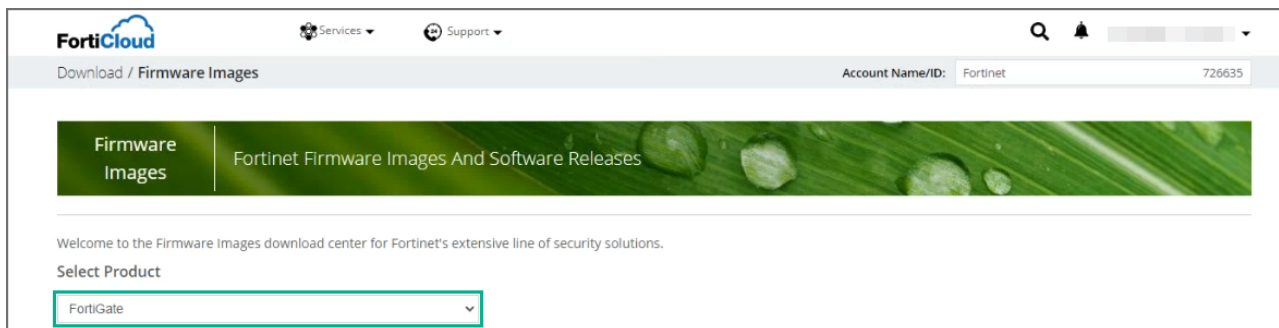 FortiCloud Services Support
Download / Firmware Images Account Name/ID: Fortinet 726635
Firmware
Images
Fortinet Firmware Images And Software Releases
Welcome to the Firmware Images download center for Fortinet's extensive line of security solutions.
Select Product
FortiGate